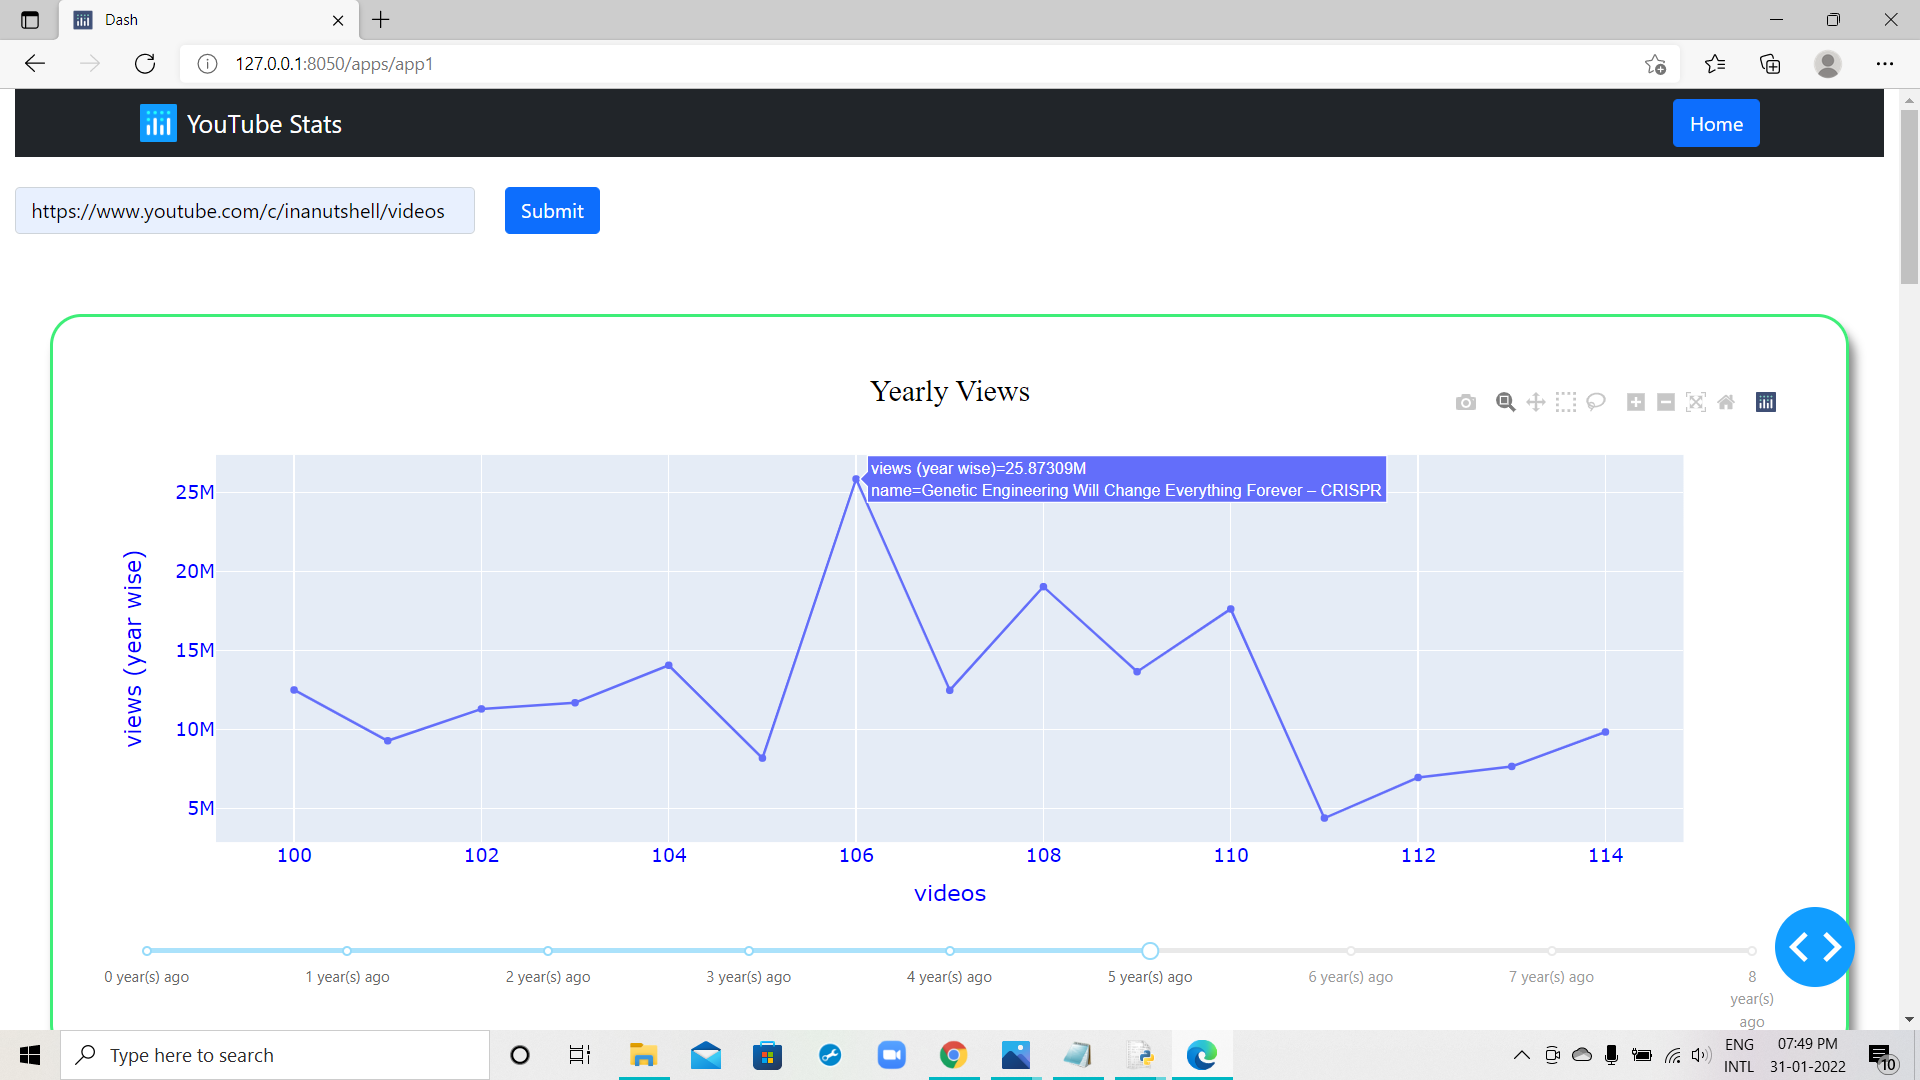 Dash
127.0.0.1:8050/apps/app1
YouTube Stats
Home
https://www.youtube.com/c/inanutshell/videos
Submit
Yearly Views
views (year wise)=25.87309M
name=Genetic Engineering Will Change Everything Forever – CRISPR
views (year wise)
25M
20M
15M
10M
5M
100 102 104 106 108 110 112 114
videos
0 year(s) ago 1 year(s) ago 2 year(s) ago 3 year(s) ago 4 year(s) ago 5 year(s) ago 6 year(s) ago 7 year(s) ago 8
year(s)
ago
Type here to search
ENG
INTL
07:49 PM
31-01-2022
10